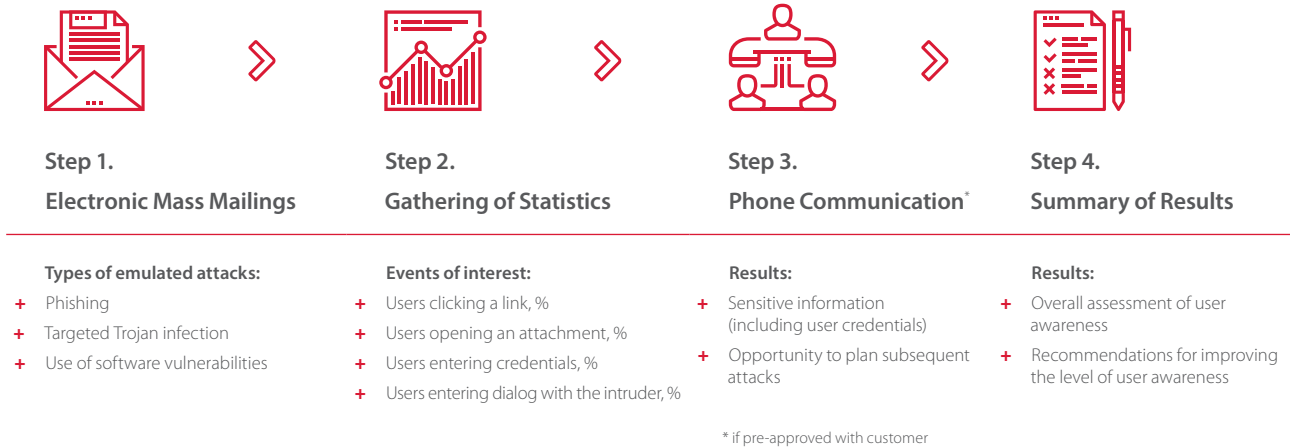 Step 1.
Electronic Mass Mailings
Types of emulated attacks:
+ Phishing
+ Targeted Trojan infection
+ Use of software vulnerabilities
Step 2.
Gathering of Statistics
Events of interest:
+ Users clicking a link, %
+ Users opening an attachment, %
+ Users entering credentials, %
+ Users entering dialog with the intruder, %
Step 3.
Phone Communication*
Results:
+ Sensitive information
(including user credentials)
+ Opportunity to plan subsequent
attacks
* if pre-approved with customer
Step 4.
Summary of Results
Results:
+ Overall assessment of user
awareness
+ Recommendations for improving
the level of user awareness